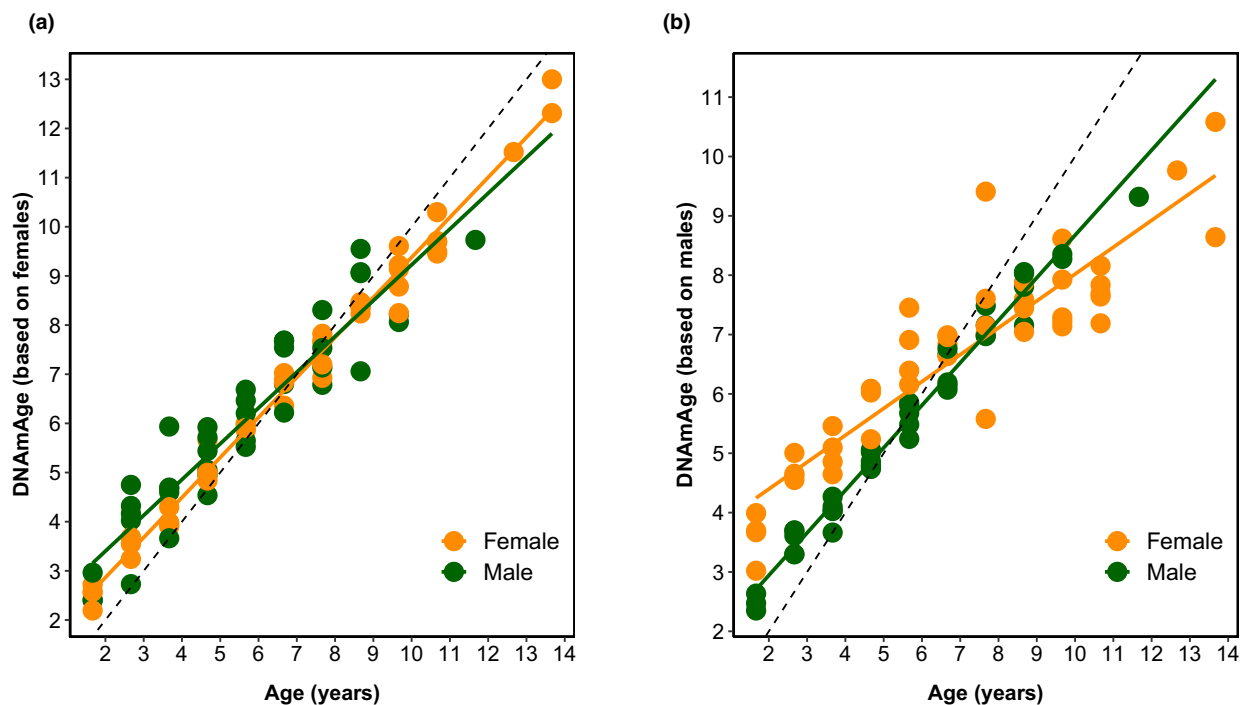 (a)
DNAmAge (based on females)
13
12
11
10
9
8
7
6
5
4
3
2
Female
Male
2 3 4 5 6 7 8 9 10 11 12 13 14
Age (years)
(b)
DNAmAge (based on males)
11
10
9
8
7
6
5
4
3
2
Female
Male
2 3 4 5 6 7 8 9 10 11 12 13 14
Age (years)